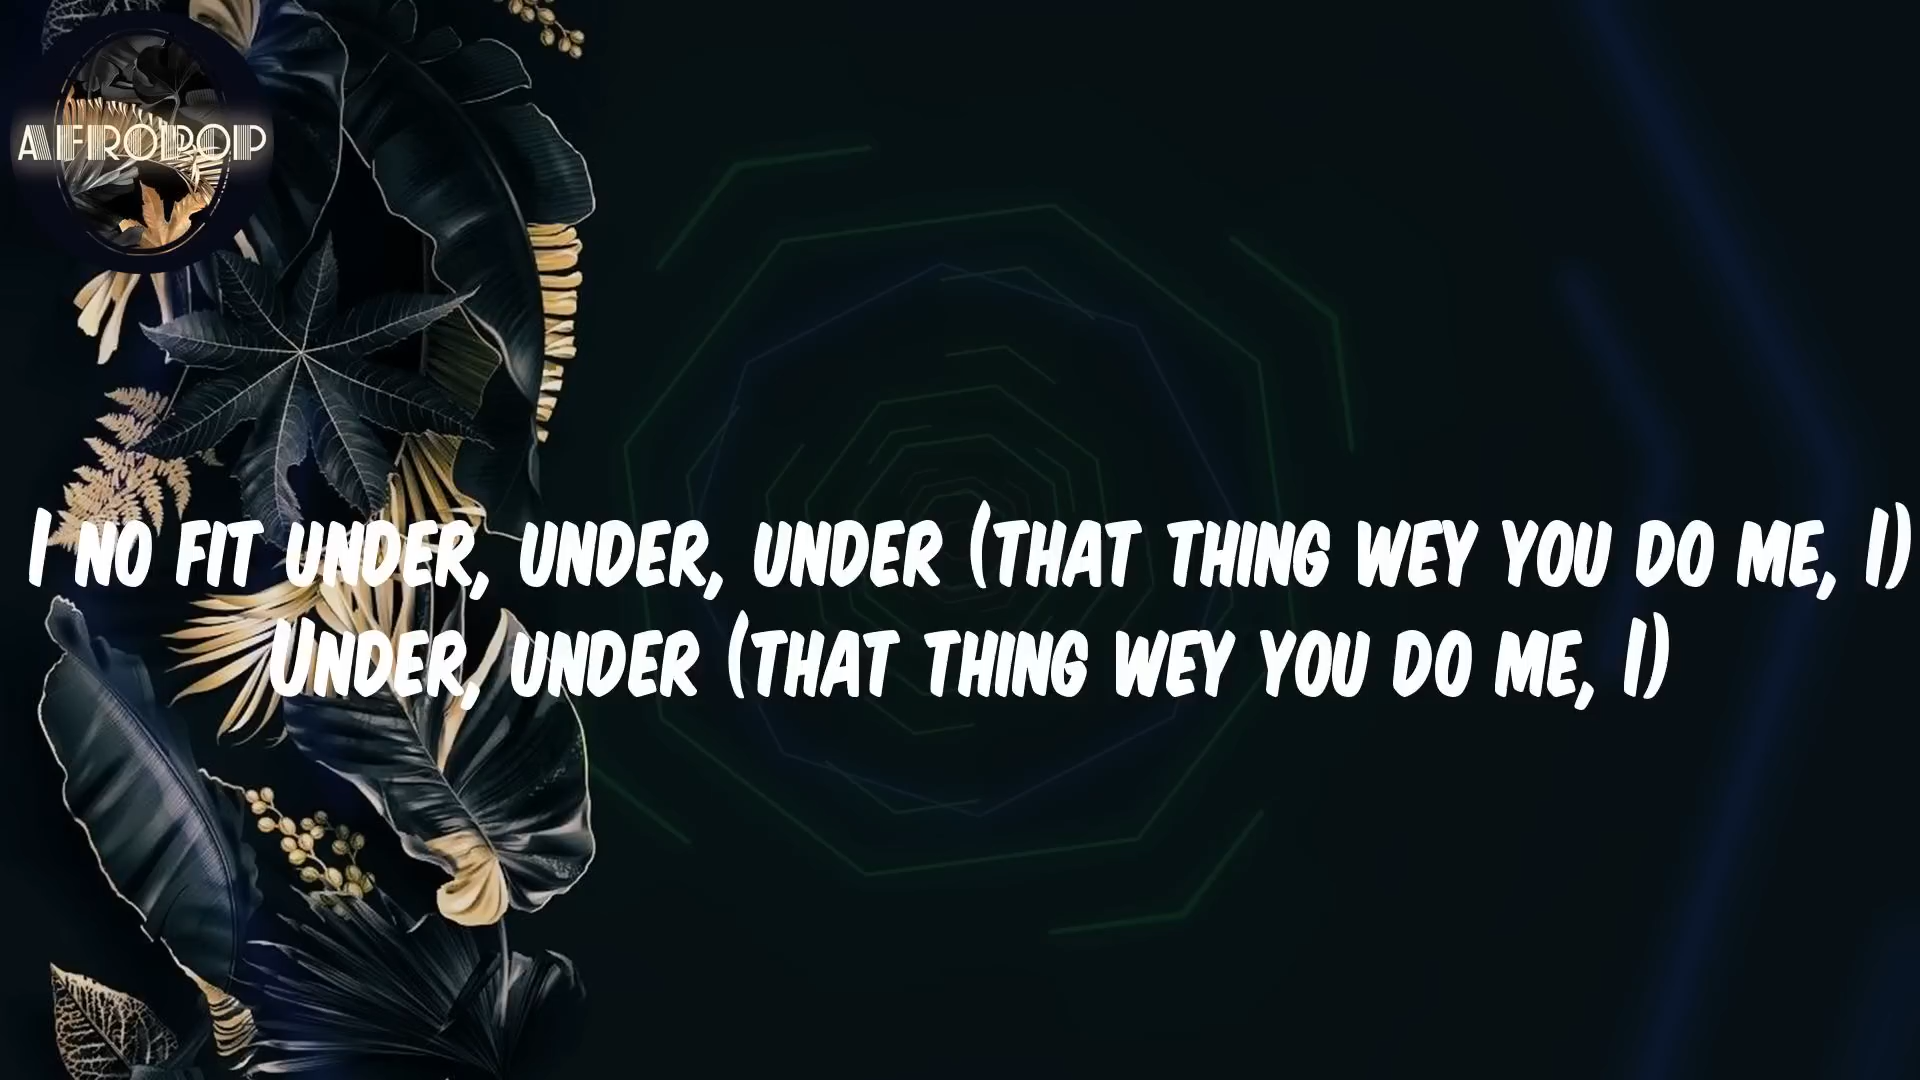 AFROPOP
I NO FIT UNDER, UNDER, UNDER (THAT THING WEY YOU DO ME, I)
UNDER, UNDER (THAT THING WEY YOU DO ME, I)